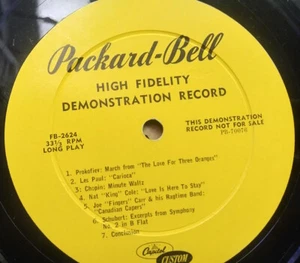 Packard-Bell
HIGH FIDELITY
DEMONSTRATION RECORD
FB-2624
33⅓ RPM
LONG PLAY
THIS DEMONSTRATION
RECORD NOT FOR SALE
PB-T0050
1. Prokofiev: March from "The Love For Three Oranges"
2. Les Paul: "Carioca"
3. Chopin: Minute Waltz
4. Nat "King" Cole: "Love Is Here To Stay"
5. Joe "Fingers" Carr & his Ragtime Band:
"Canadian Capers"
6. Schubert: Excerpts from Symphony
No. 2 in B Flat
7. Conclusion
Capitol
CUSTOM